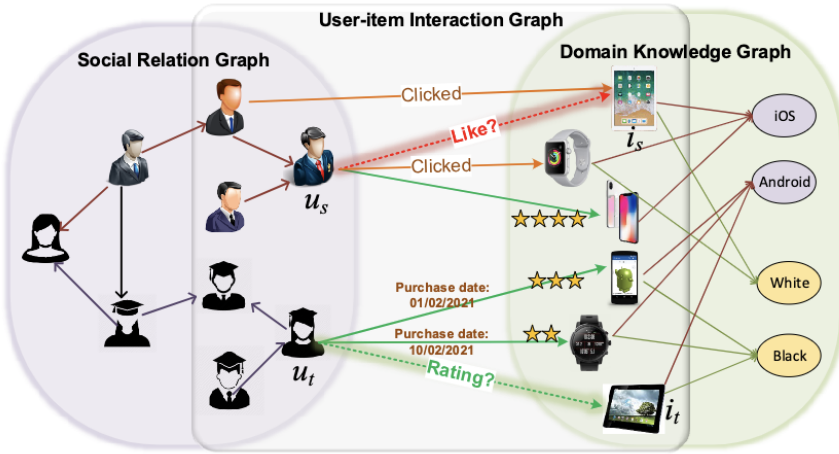 User-item Interaction Graph
Social Relation Graph
Domain Knowledge Graph
Clicked
Like?
i_s
iOS
Clicked
u_s
Android
Purchase date:
01/02/2021
White
Purchase date:
10/02/2021
Black
u_t
Rating?
i_t